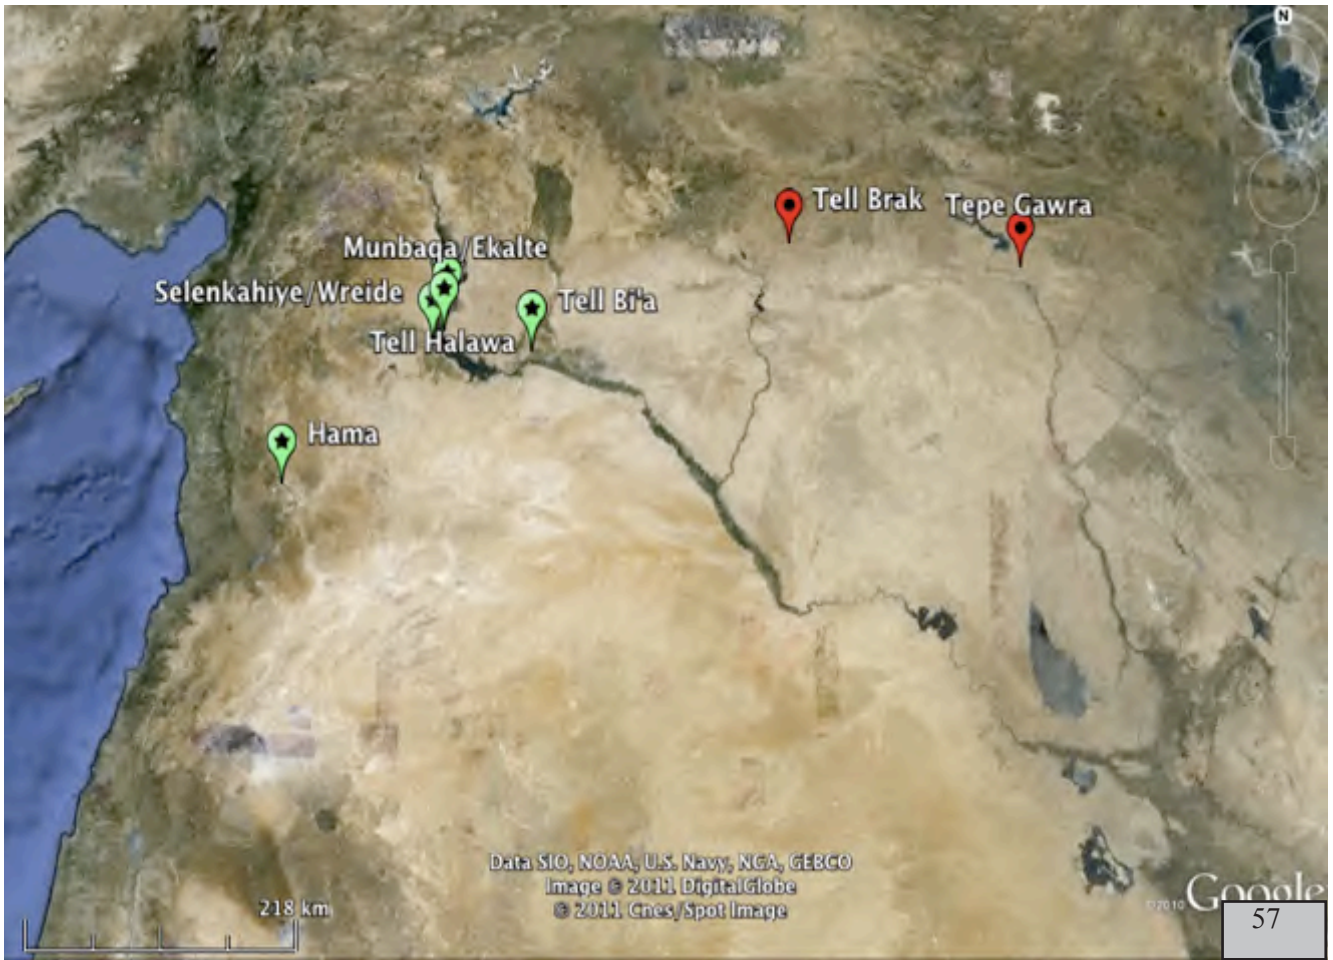 N
Tell Brak
Tepe Gawra
Munbaqa/Ekalte
Selenkahiye/Wreide
Tell Bi'a
Tell Halawa
Hama
Data SIO, NOAA, U.S. Navy, NGA, GEBCO
Image © 2011 DigitalGlobe
© 2011 Cnes/Spot Image
218 km
©2010 Google
57